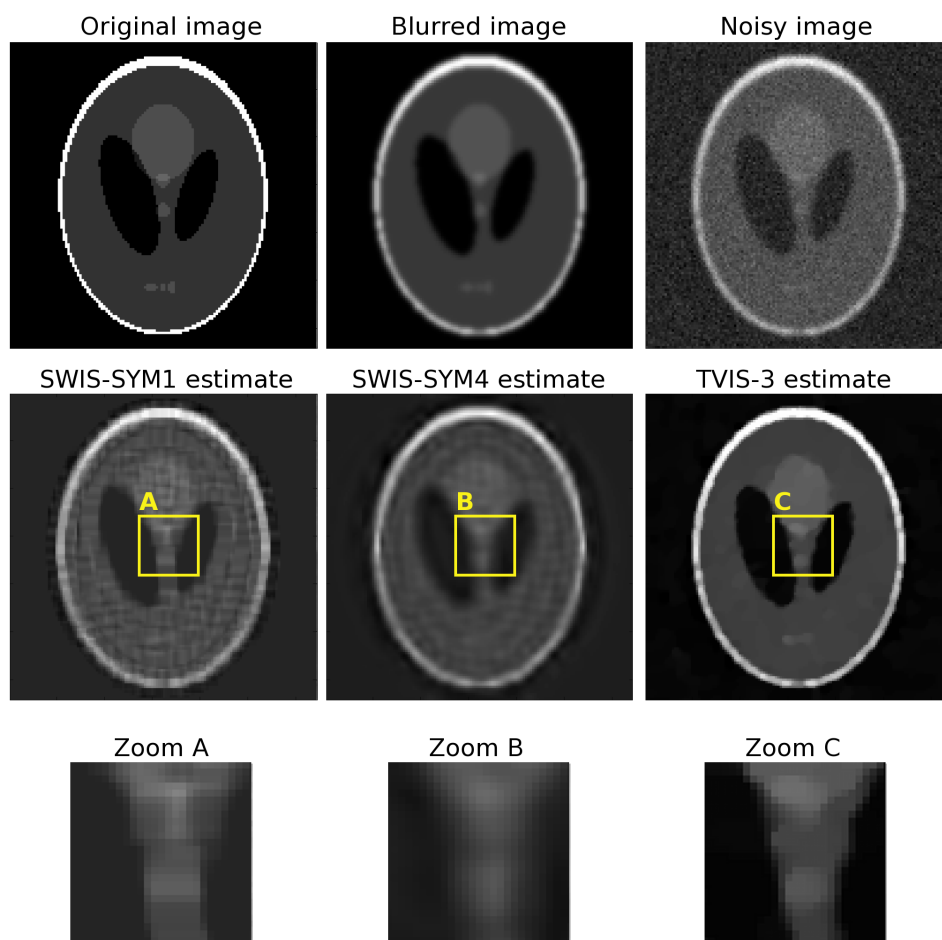 Original image
Blurred image
Noisy image
SWIS-SYM1 estimate
SWIS-SYM4 estimate
TVIS-3 estimate
A
B
C
Zoom A
Zoom B
Zoom C